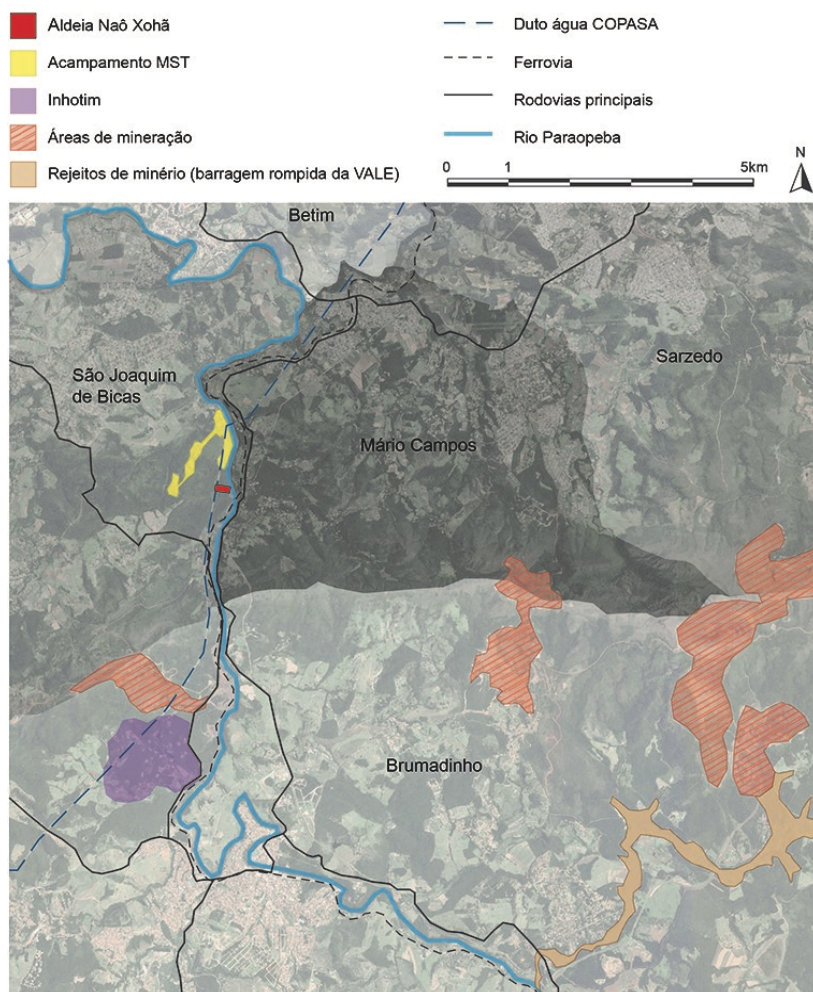 Aldeia Naô Xohã
Acampamento MST
Inhotim
Áreas de mineração
Rejeitos de minério (barragem rompida da VALE)
Duto água COPASA
Ferrovia
Rodovias principais
Rio Paraopeba
0 1 5km
N
Betim
São Joaquim
de Bicas
Sarzedo
Mário Campos
Brumadinho